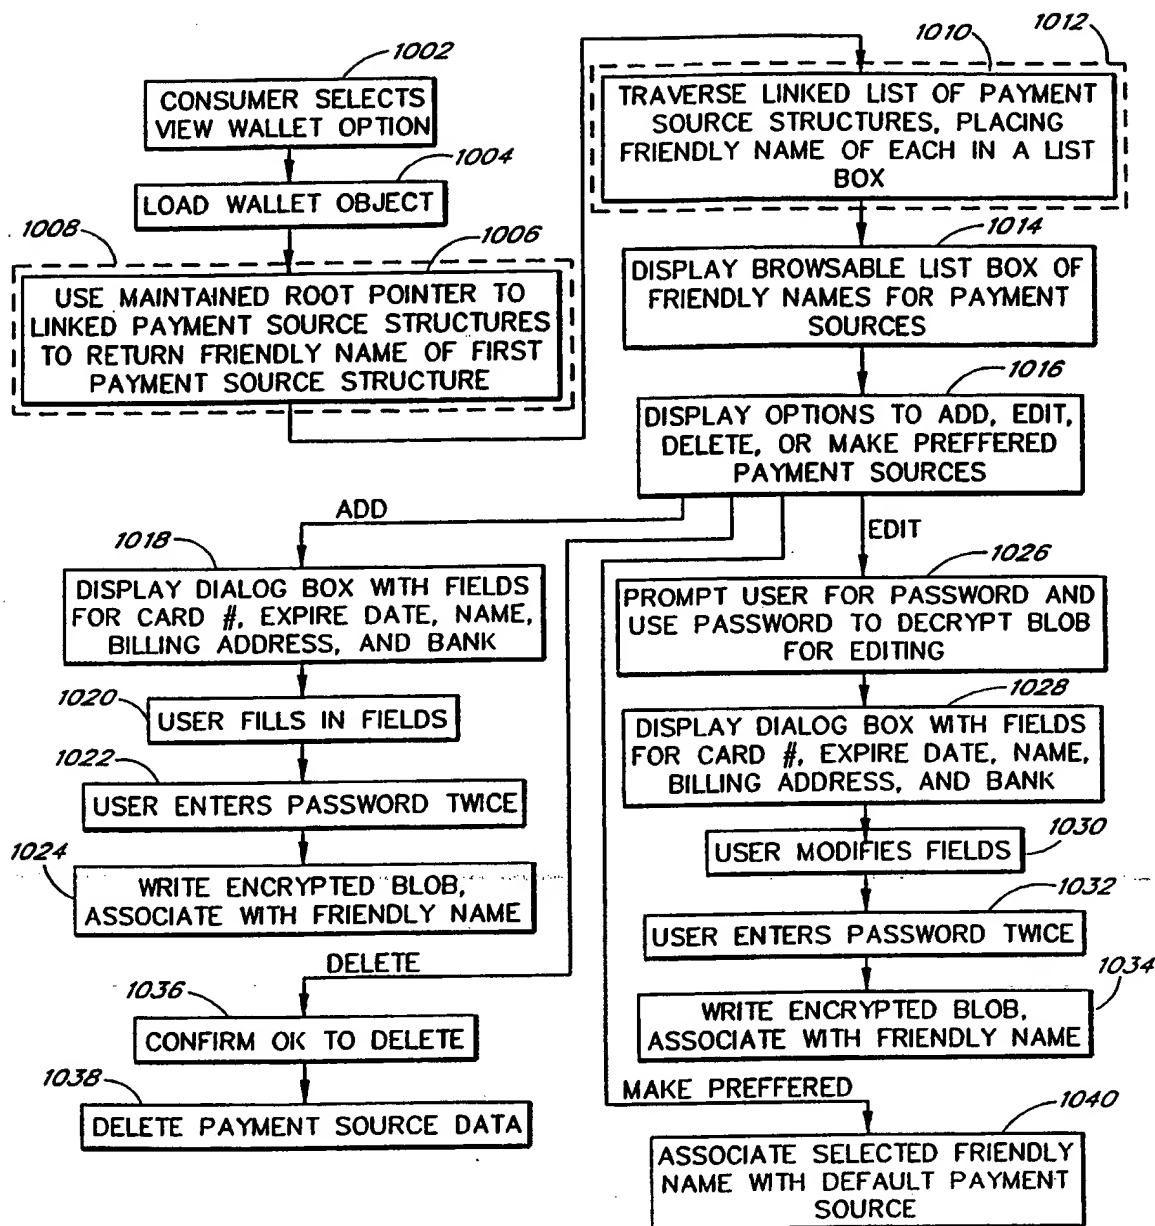 1002
CONSUMER SELECTS
VIEW WALLET OPTION
1004
LOAD WALLET OBJECT
1008
1006
USE MAINTAINED ROOT POINTER TO
LINKED PAYMENT SOURCE STRUCTURES
TO RETURN FRIENDLY NAME OF FIRST
PAYMENT SOURCE STRUCTURE
1010
1012
TRAVERSE LINKED LIST OF PAYMENT
SOURCE STRUCTURES, PLACING
FRIENDLY NAME OF EACH IN A LIST
BOX
1014
DISPLAY BROWSABLE LIST BOX OF
FRIENDLY NAMES FOR PAYMENT
SOURCES
1016
DISPLAY OPTIONS TO ADD, EDIT,
DELETE, OR MAKE PREFFERED
PAYMENT SOURCES
ADD
1018
DISPLAY DIALOG BOX WITH FIELDS
FOR CARD #, EXPIRE DATE, NAME,
BILLING ADDRESS, AND BANK
1020
USER FILLS IN FIELDS
1022
USER ENTERS PASSWORD TWICE
1024
WRITE ENCRYPTED BLOB,
ASSOCIATE WITH FRIENDLY NAME
EDIT
1026
PROMPT USER FOR PASSWORD AND
USE PASSWORD TO DECRYPT BLOB
FOR EDITING
1028
DISPLAY DIALOG BOX WITH FIELDS
FOR CARD #, EXPIRE DATE, NAME,
BILLING ADDRESS, AND BANK
1030
USER MODIFIES FIELDS
1032
USER ENTERS PASSWORD TWICE
1034
WRITE ENCRYPTED BLOB,
ASSOCIATE WITH FRIENDLY NAME
DELETE
1036
CONFIRM OK TO DELETE
1038
DELETE PAYMENT SOURCE DATA
MAKE PREFFERED
1040
ASSOCIATE SELECTED FRIENDLY
NAME WITH DEFAULT PAYMENT
SOURCE